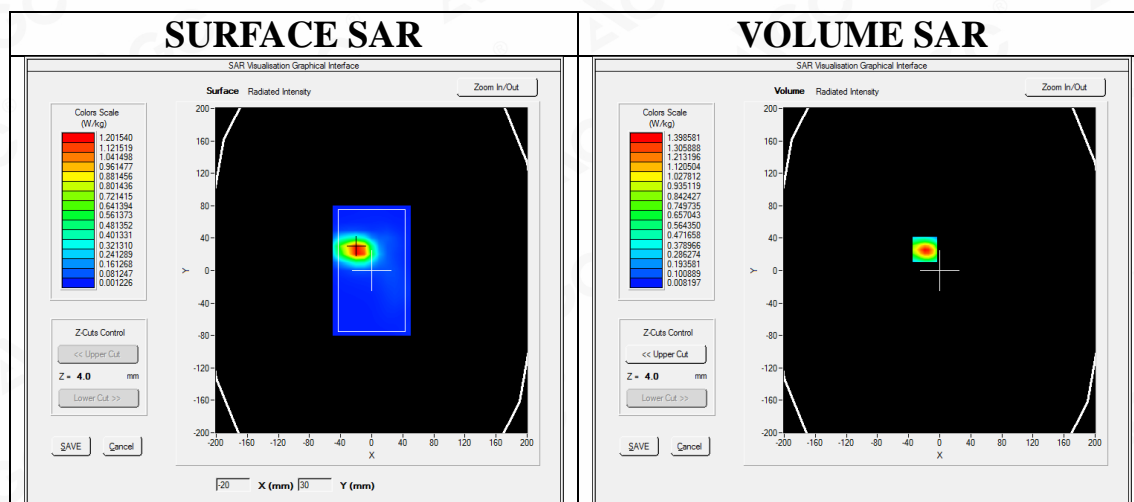 SURFACE SAR
SAR Visualisation Graphical Interface
Surface Radiated Intensity
Zoom In/Out
Colors Scale
(W/kg)
1.201540
1.121519
1.041498
0.961477
0.881456
0.801436
0.721415
0.641394
0.561373
0.481352
0.401331
0.321310
0.241289
0.161268
0.081247
0.001226
200
160
120
80
40
0
-40
-80
-120
-160
-200
Y
-200 -160 -120 -80 -40 0 40 80 120 160 200
X
Z-Cuts Control
<< Upper Cut
Z = 4.0 mm
Lower Cut >>
SAVE Cancel
-20 X (mm) 30 Y (mm)
VOLUME SAR
SAR Visualisation Graphical Interface
Volume Radiated Intensity
Zoom In/Out
Colors Scale
(W/kg)
1.398581
1.305888
1.213196
1.120504
1.027812
0.935119
0.842427
0.749735
0.657043
0.564350
0.471658
0.378966
0.286274
0.193581
0.100889
0.008197
200
160
120
80
40
0
-40
-80
-120
-160
-200
Y
-200 -160 -120 -80 -40 0 40 80 120 160 200
X
Z-Cuts Control
<< Upper Cut
Z = 4.0 mm
Lower Cut >>
SAVE Cancel